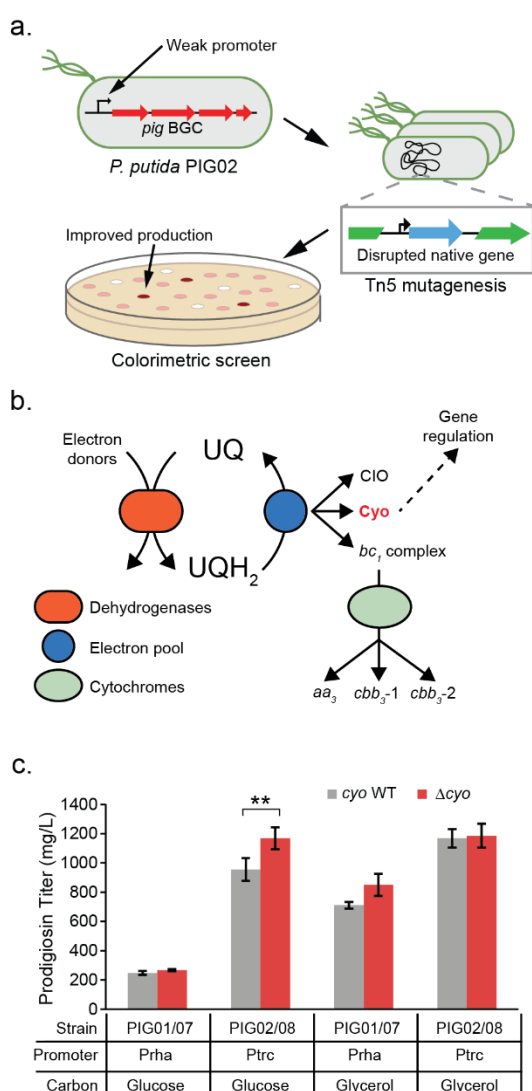 a.
Weak promoter
pig BGC
P. putida PIG02
Improved production
Disrupted native gene
Tn5 mutagenesis
Colorimetric screen
b.
Electron
donors
UQ
Gene
regulation
CIO
Cyo
bc1 complex
UQH2
Dehydrogenases
Electron pool
Cytochromes
aa3 cbb3-1 cbb3-2
c.
cyo WT Δcyo
**
Prodigiosin Titer (mg/L)
1400
1200
1000
800
600
400
200
0
Strain PIG01/07 PIG02/08 PIG01/07 PIG02/08
Promoter Prha Ptrc Prha Ptrc
Carbon Glucose Glucose Glycerol Glycerol